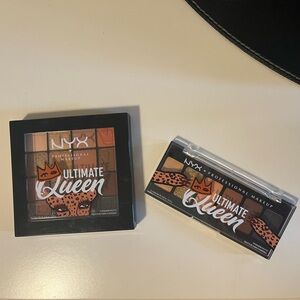 NYX
PROFESSIONAL
MAKEUP
ULTIMATE
Queen
NYX PROFESSIONAL MAKEUP
ULTIMATE
Queen